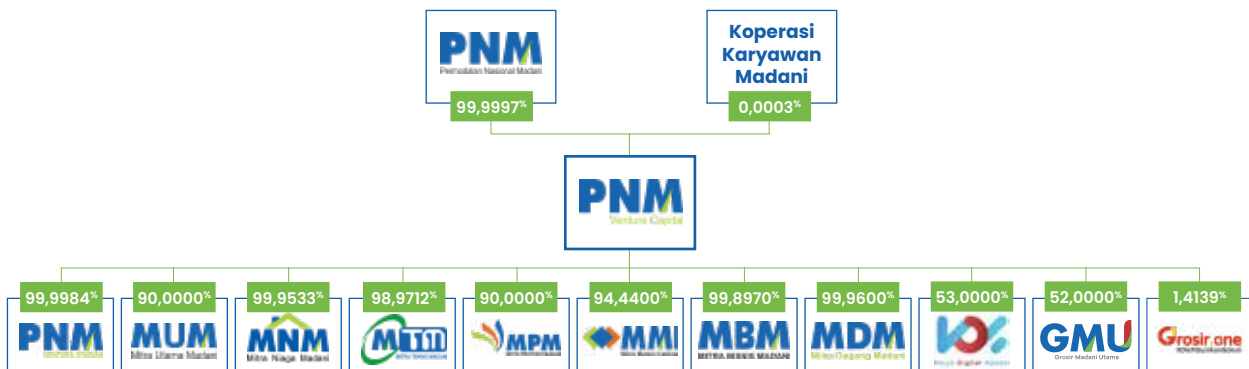 PNM
Permodalan Nasional Madani
99,9997%
Koperasi
Karyawan
Madani
0,0003%
PNM
Venture Capital
99,9984%
90,0000%
99,9533%
98,9712%
90,0000%
94,4400%
99,8970%
99,9600%
53,0000%
52,0000%
1,4139%
PNM
MUM
Mitra Utama Madani
MNM
Mitra Niaga Madani
MPM
MMI
MBM
MITRA BISNIS MADANI
MDM
Mitra Dagang Madani
GMU
Grosir Madani Utama
Grosir.one